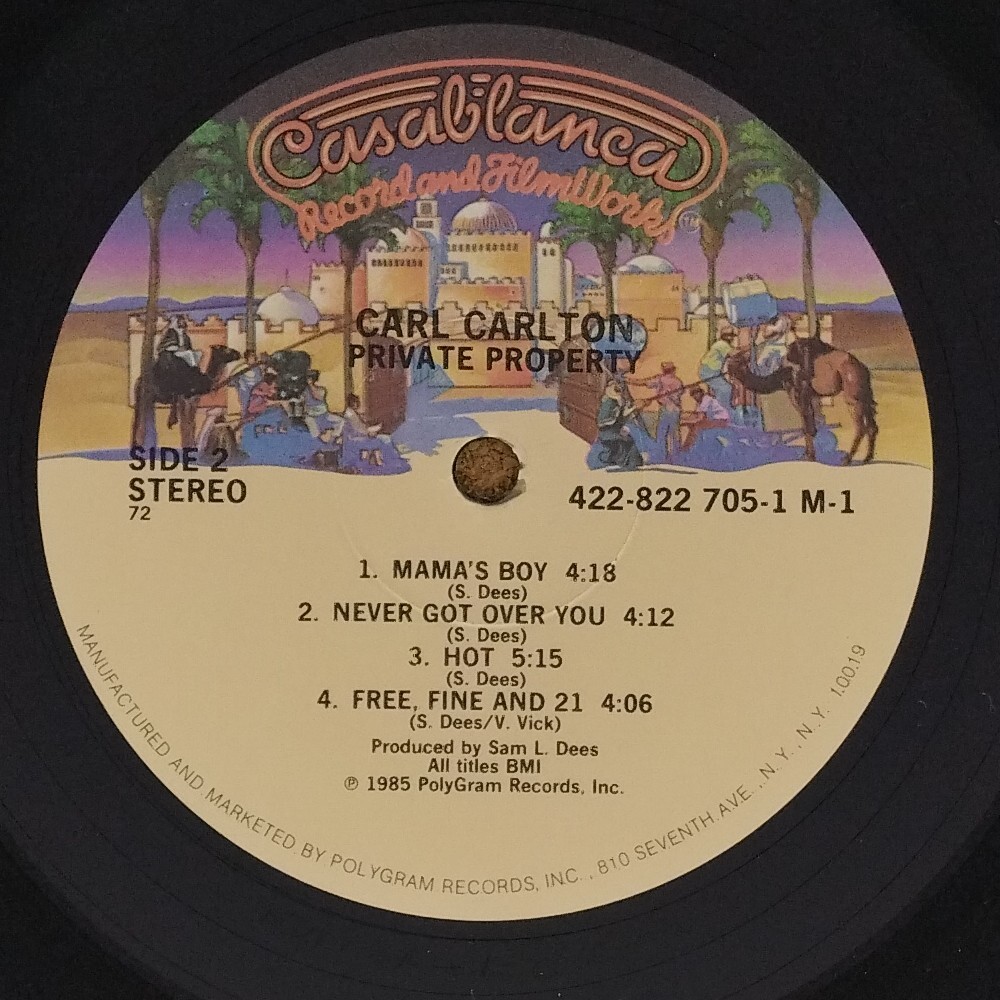 Casablanca
Record and FilmWorks
CARL CARLTON
PRIVATE PROPERTY
SIDE 2
STEREO
72
422-822 705-1 M-1
1. MAMA'S BOY 4:18
(S. Dees)
2. NEVER GOT OVER YOU 4:12
(S. Dees)
3. HOT 5:15
(S. Dees)
4. FREE, FINE AND 21 4:06
(S. Dees/V. Vick)
Produced by Sam L. Dees
All titles BMI
℗ 1985 PolyGram Records, Inc.
MANUFACTURED AND MARKETED BY POLYGRAM RECORDS, INC., 810 SEVENTH AVE., N.Y., N.Y. 10019